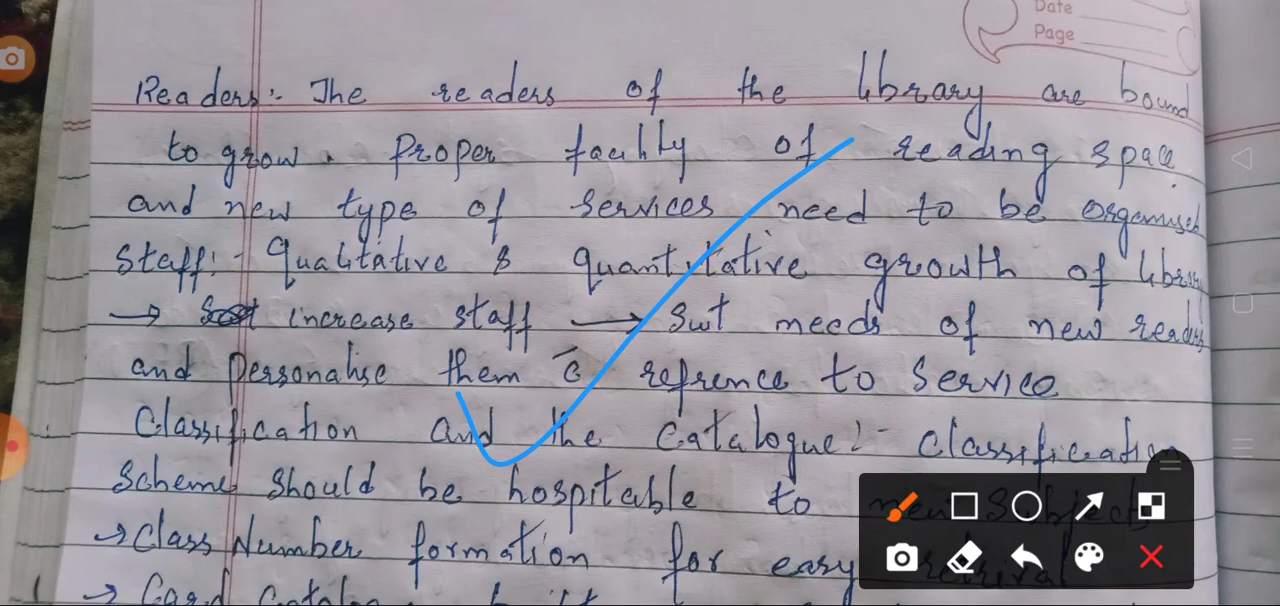 Date
Page
Readers:- The readers of the library are bound
to grow. Proper facility of reading space
and new type of services need to be organised
Staff:- Qualitative & quantitative growth of library
→ increase staff → Suit needs of new readers
and personalise them c̄ refrence to service
Classification and the Catalogue:- Classification
Scheme should be hospitable to new subjects
→ Class Number formation for easy retrival
→ Card